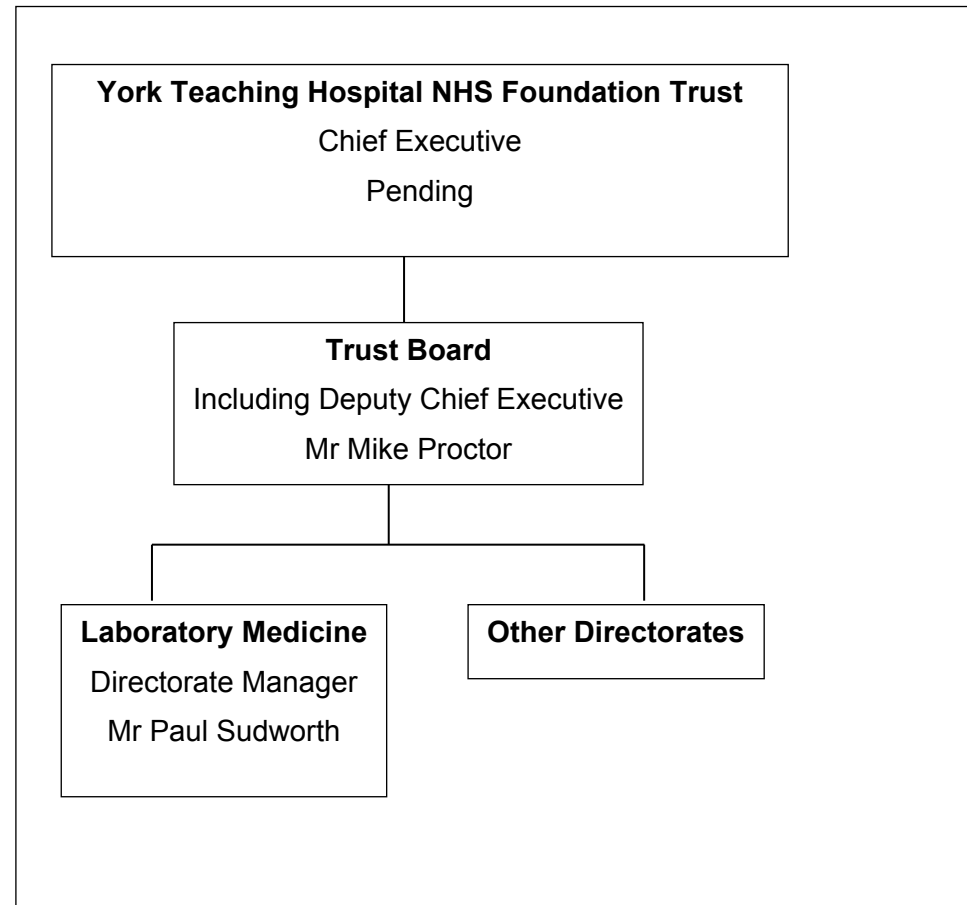 York Teaching Hospital NHS Foundation Trust
Chief Executive
Pending
Trust Board
Including Deputy Chief Executive
Mr Mike Proctor
Laboratory Medicine
Directorate Manager
Mr Paul Sudworth
Other Directorates